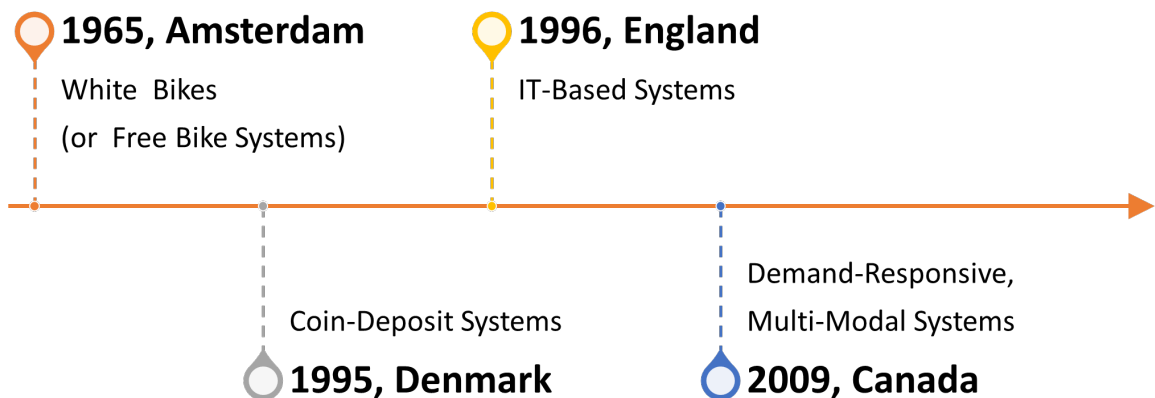 1965, Amsterdam
White Bikes
(or Free Bike Systems)
Coin-Deposit Systems
1995, Denmark
1996, England
IT-Based Systems
Demand-Responsive,
Multi-Modal Systems
2009, Canada